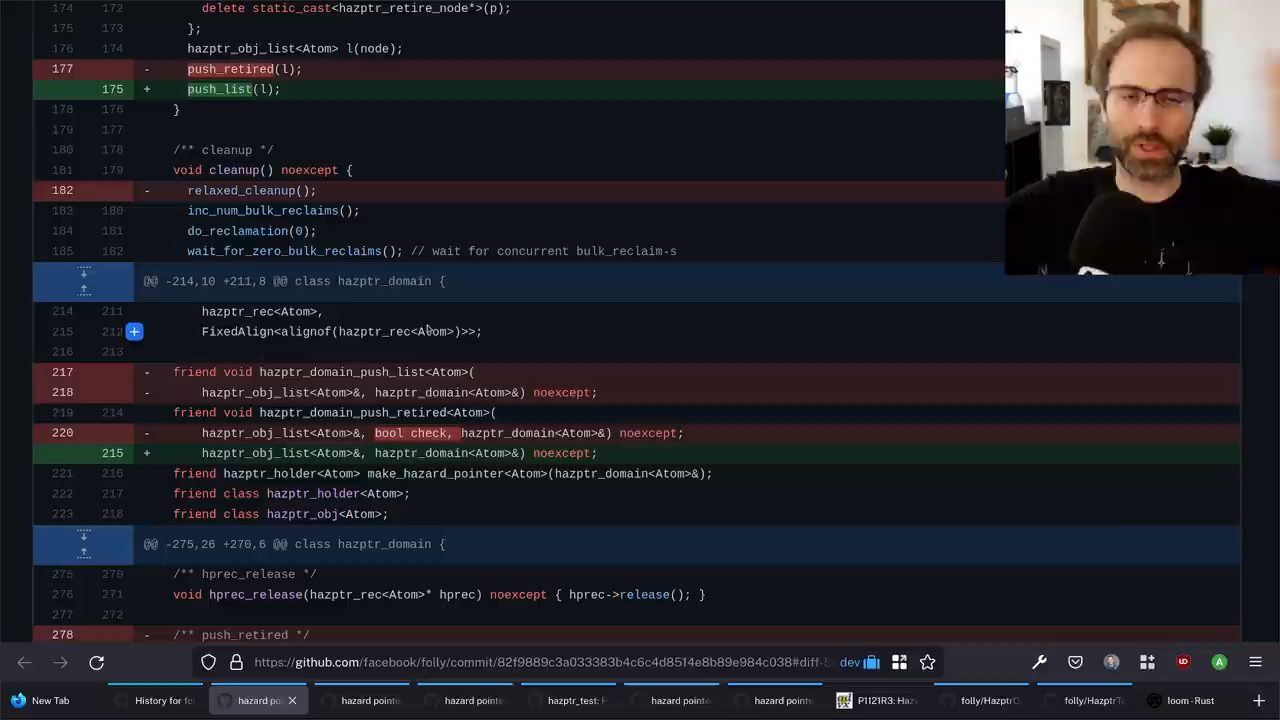 174 172 delete static_cast<hazptr_retire_node*>(p);
175 173 };
176 174 hazptr_obj_list<Atom> l(node);
177 - push_retired(l);
175 + push_list(l);
178 176 }
179 177
180 178 /** cleanup */
181 179 void cleanup() noexcept {
182 - relaxed_cleanup();
183 180 inc_num_bulk_reclaims();
184 181 do_reclamation(0);
185 182 wait_for_zero_bulk_reclaims(); // wait for concurrent bulk_reclaim-s
@@ -214,10 +211,8 @@ class hazptr_domain {
214 211 hazptr_rec<Atom>,
215 212 + FixedAlign<alignof(hazptr_rec<Atom>)>>;
216 213
217 - friend void hazptr_domain_push_list<Atom>(
218 - hazptr_obj_list<Atom>&, hazptr_domain<Atom>&) noexcept;
219 214 friend void hazptr_domain_push_retired<Atom>(
220 - hazptr_obj_list<Atom>&, bool check, hazptr_domain<Atom>&) noexcept;
215 + hazptr_obj_list<Atom>&, hazptr_domain<Atom>&) noexcept;
221 216 friend hazptr_holder<Atom> make_hazard_pointer<Atom>(hazptr_domain<Atom>&);
222 217 friend class hazptr_holder<Atom>;
223 218 friend class hazptr_obj<Atom>;
@@ -275,26 +270,6 @@ class hazptr_domain {
275 270 /** hprec_release */
276 271 void hprec_release(hazptr_rec<Atom>* hprec) noexcept { hprec->release(); }
277 272
278 - /** push_retired */
https://github.com/facebook/folly/commit/82f9889c3a033383b4c6c4d8514e8b89e984c038#diff- dev
New Tab History for hazard po hazard pointe hazard pointe hazptr_test: hazard pointe hazard pointe P1121R3: Haz folly/HazptrO folly/HazptrT loom - Rust